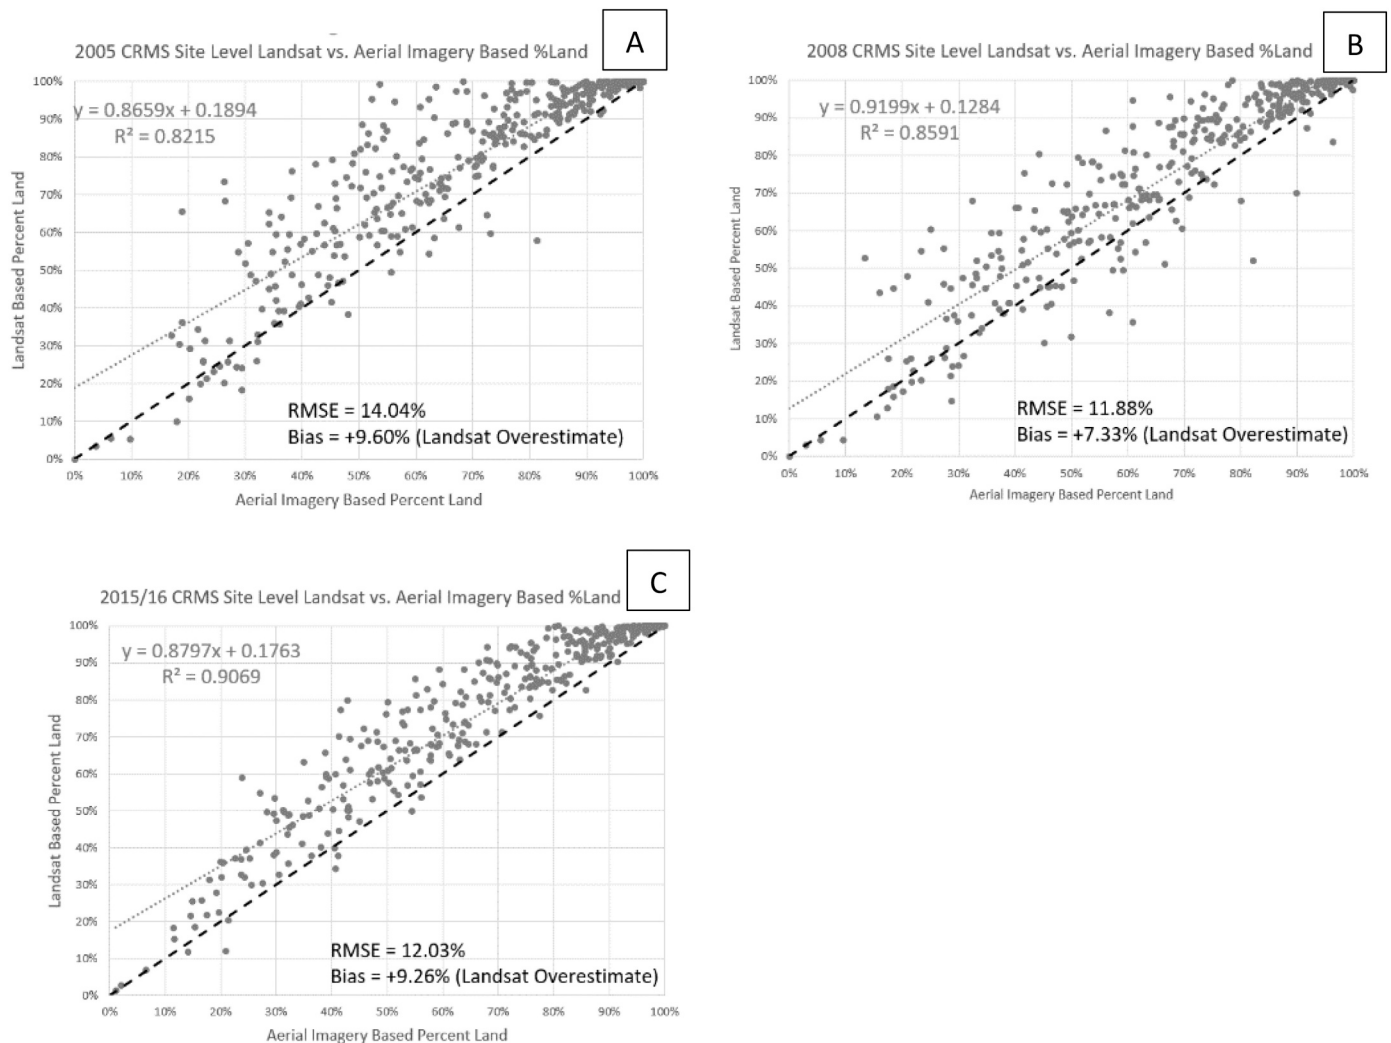 A
2005 CRMS Site Level Landsat vs. Aerial Imagery Based %Land
y = 0.8659x + 0.1894
R² = 0.8215
Landsat Based Percent Land
100%
90%
80%
70%
60%
50%
40%
30%
20%
10%
0%
RMSE = 14.04%
Bias = +9.60% (Landsat Overestimate)
0% 10% 20% 30% 40% 50% 60% 70% 80% 90% 100%
Aerial Imagery Based Percent Land
B
2008 CRMS Site Level Landsat vs. Aerial Imagery Based %Land
y = 0.9199x + 0.1284
R² = 0.8591
Landsat Based Percent Land
100%
90%
80%
70%
60%
50%
40%
30%
20%
10%
0%
RMSE = 11.88%
Bias = +7.33% (Landsat Overestimate)
0% 10% 20% 30% 40% 50% 60% 70% 80% 90% 100%
Aerial Imagery Based Percent Land
C
2015/16 CRMS Site Level Landsat vs. Aerial Imagery Based %Land
y = 0.8797x + 0.1763
R² = 0.9069
Landsat Based Percent Land
100%
90%
80%
70%
60%
50%
40%
30%
20%
10%
0%
RMSE = 12.03%
Bias = +9.26% (Landsat Overestimate)
0% 10% 20% 30% 40% 50% 60% 70% 80% 90% 100%
Aerial Imagery Based Percent Land